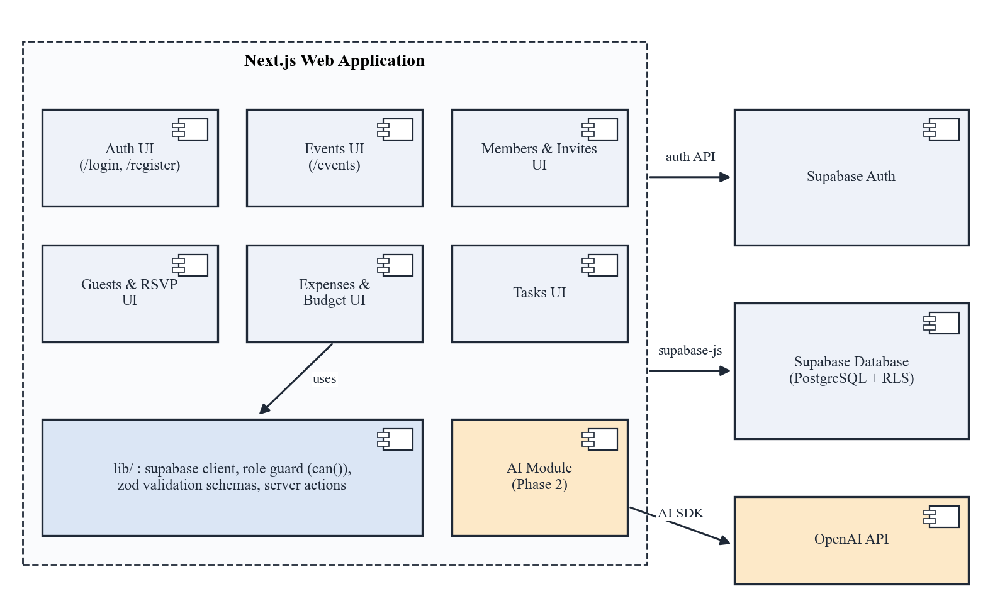 Next.js Web Application
Auth UI
(/login, /register)
Events UI
(/events)
Members & Invites
UI
auth API
Supabase Auth
Guests & RSVP
UI
Expenses &
Budget UI
Tasks UI
supabase-js
Supabase Database
(PostgreSQL + RLS)
uses
lib/ : supabase client, role guard (can()),
zod validation schemas, server actions
AI Module
(Phase 2)
AI SDK
OpenAI API